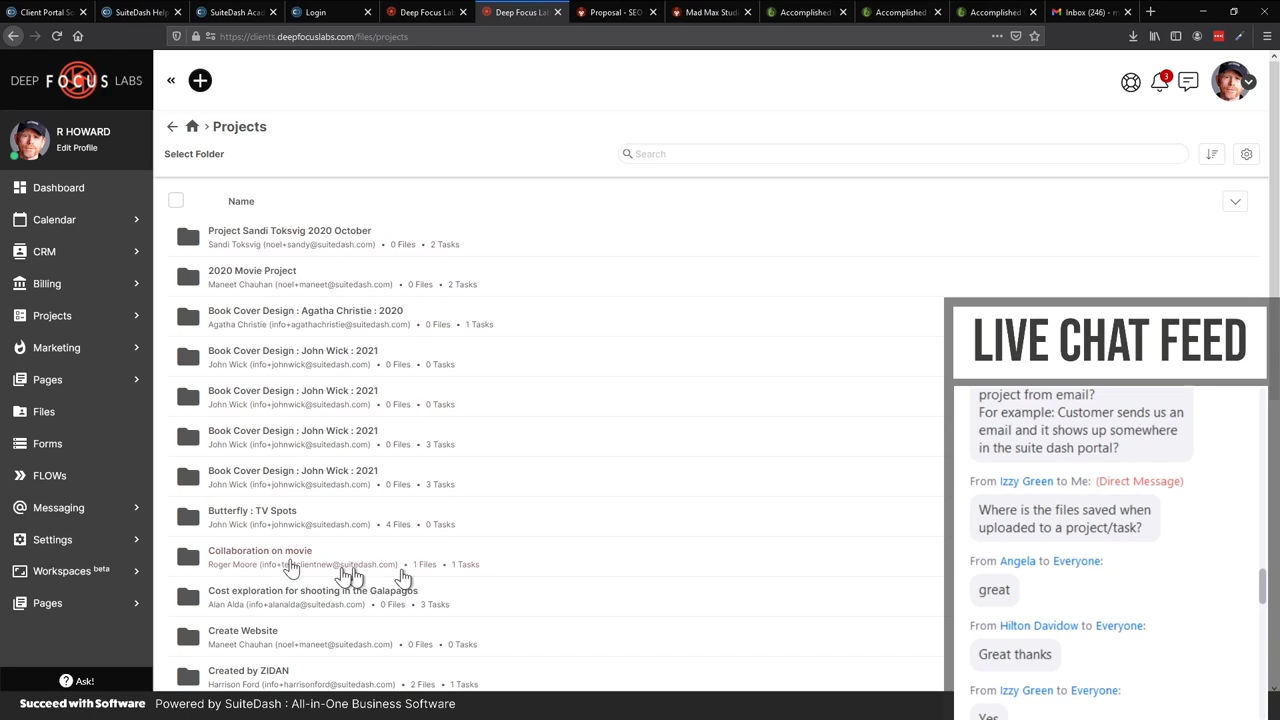 Client Portal So
SuiteDash Help
SuiteDash Acad
Login
Deep Focus Lab
Deep Focus Lab
Proposal - SEO
Mad Max Studi
Accomplished
Accomplished
Accomplished
Inbox (246) - m
https://clients.deepfocuslabs.com/files/projects
DEEP FOCUS LABS
3
R HOWARD
Edit Profile
Projects
Select Folder
Search
Dashboard
Calendar
CRM
Billing
Projects
Marketing
Pages
Files
Forms
FLOWs
Messaging
Settings
Workspaces beta
Pages
Ask!
Name
Project Sandi Toksvig 2020 October
Sandi Toksvig (noel+sandy@suitedash.com) • 0 Files • 2 Tasks
2020 Movie Project
Maneet Chauhan (noel+maneet@suitedash.com) • 0 Files • 2 Tasks
Book Cover Design : Agatha Christie : 2020
Agatha Christie (info+agathachristie@suitedash.com) • 0 Files • 1 Tasks
Book Cover Design : John Wick : 2021
John Wick (info+johnwick@suitedash.com) • 0 Files • 0 Tasks
Book Cover Design : John Wick : 2021
John Wick (info+johnwick@suitedash.com) • 0 Files • 0 Tasks
Book Cover Design : John Wick : 2021
John Wick (info+johnwick@suitedash.com) • 0 Files • 3 Tasks
Book Cover Design : John Wick : 2021
John Wick (info+johnwick@suitedash.com) • 0 Files • 3 Tasks
Butterfly : TV Spots
John Wick (info+johnwick@suitedash.com) • 4 Files • 0 Tasks
Collaboration on movie
Roger Moore • 1 Files • 1 Tasks
Cost exploration for shooting in the Galapagos
Alan Alda (info+alanalda@suitedash.com) • 0 Files • 3 Tasks
Create Website
Maneet Chauhan (noel+maneet@suitedash.com) • 0 Files • 0 Tasks
Created by ZIDAN
Harrison Ford (info+harrisonford@suitedash.com) • 2 Files • 1 Tasks
LIVE CHAT FEED
project from email?
For example: Customer sends us an
email and it shows up somewhere
in the suite dash portal?
From Izzy Green to Me: (Direct Message)
Where is the files saved when
uploaded to a project/task?
From Angela to Everyone:
great
From Hilton Davidow to Everyone:
Great thanks
From Izzy Green to Everyone:
Yes
Succeed with Software Powered by SuiteDash : All-in-One Business Software